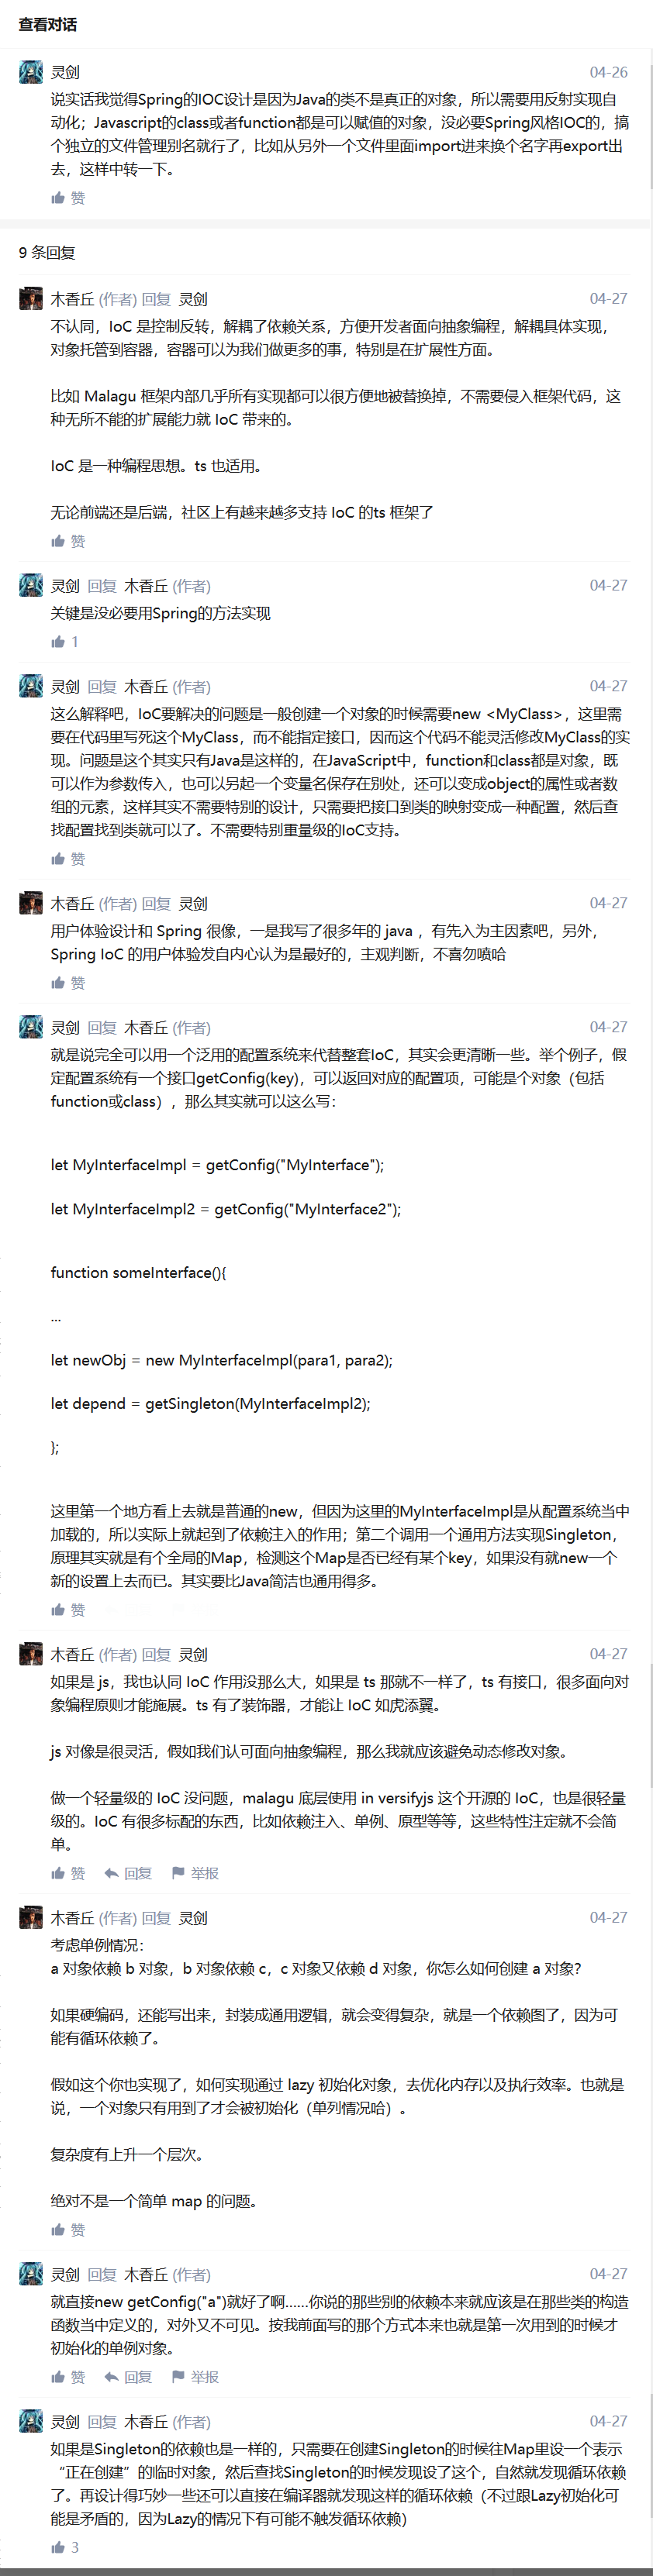 查看对话
灵剑 04-26
说实话我觉得Spring的IOC设计是因为Java的类不是真正的对象，所以需要用反射实现自
动化；Javascript的class或者function都是可以赋值的对象，没必要Spring风格IOC的，搞
个独立的文件管理别名就行了，比如从另外一个文件里面import进来换个名字再export出
去，这样中转一下。
赞
9 条回复
木香丘 (作者) 回复 灵剑 04-27
不认同，IoC 是控制反转，解耦了依赖关系，方便开发者面向抽象编程，解耦具体实现，
对象托管到容器，容器可以为我们做更多的事，特别是在扩展性方面。
比如 Malagu 框架内部几乎所有实现都可以很方便地被替换掉，不需要侵入框架代码，这
种无所不能的扩展能力就 IoC 带来的。
IoC 是一种编程思想。ts 也适用。
无论前端还是后端，社区上有越来越多支持 IoC 的ts 框架了
赞
灵剑 回复 木香丘 (作者) 04-27
关键是没必要用Spring的方法实现
1
灵剑 回复 木香丘 (作者) 04-27
这么解释吧，IoC要解决的问题是一般创建一个对象的时候需要new <MyClass>，这里需
要在代码里写死这个MyClass，而不能指定接口，因而这个代码不能灵活修改MyClass的实
现。问题是这个其实只有Java是这样的，在JavaScript中，function和class都是对象，既
可以作为参数传入，也可以另起一个变量名保存在别处，还可以变成object的属性或者数
组的元素，这样其实不需要特别的设计，只需要把接口到类的映射变成一种配置，然后查
找配置找到类就可以了。不需要特别重量级的IoC支持。
赞
木香丘 (作者) 回复 灵剑 04-27
用户体验设计和 Spring 很像，一是我写了很多年的 java ，有先入为主因素吧，另外，
Spring IoC 的用户体验发自内心认为是最好的，主观判断，不喜勿喷哈
赞
灵剑 回复 木香丘 (作者) 04-27
就是说完全可以用一个泛用的配置系统来代替整套IoC，其实会更清晰一些。举个例子，假
定配置系统有一个接口getConfig(key)，可以返回对应的配置项，可能是个对象（包括
function或class），那么其实就可以这么写：
let MyInterfaceImpl = getConfig("MyInterface");
let MyInterfaceImpl2 = getConfig("MyInterface2");
function someInterface(){
...
let newObj = new MyInterfaceImpl(para1, para2);
let depend = getSingleton(MyInterfaceImpl2);
};
这里第一个地方看上去就是普通的new，但因为这里的MyInterfaceImpl是从配置系统当中
加载的，所以实际上就起到了依赖注入的作用；第二个调用一个通用方法实现Singleton，
原理其实就是有个全局的Map，检测这个Map是否已经有某个key，如果没有就new一个
新的设置上去而已。其实要比Java简洁也通用得多。
赞
木香丘 (作者) 回复 灵剑 04-27
如果是 js，我也认同 IoC 作用没那么大，如果是 ts 那就不一样了，ts 有接口，很多面向对
象编程原则才能施展。ts 有了装饰器，才能让 IoC 如虎添翼。
js 对像是很灵活，假如我们认可面向抽象编程，那么我就应该避免动态修改对象。
做一个轻量级的 IoC 没问题，malagu 底层使用 in versifyjs 这个开源的 IoC，也是很轻量
级的。IoC 有很多标配的东西，比如依赖注入、单例、原型等等，这些特性注定就不会简
单。
赞 回复 举报
木香丘 (作者) 回复 灵剑 04-27
考虑单例情况：
a 对象依赖 b 对象，b 对象依赖 c，c 对象又依赖 d 对象，你怎么如何创建 a 对象？
如果硬编码，还能写出来，封装成通用逻辑，就会变得复杂，就是一个依赖图了，因为可
能有循环依赖了。
假如这个你也实现了，如何实现通过 lazy 初始化对象，去优化内存以及执行效率。也就是
说，一个对象只有用到了才会被初始化（单列情况哈）。
复杂度有上升一个层次。
绝对不是一个简单 map 的问题。
赞
灵剑 回复 木香丘 (作者) 04-27
就直接new getConfig("a")就好了啊……你说的那些别的依赖本来就应该是在那些类的构造
函数当中定义的，对外又不可见。按我前面写的那个方式本来也就是第一次用到的时候才
初始化的单例对象。
赞 回复 举报
灵剑 回复 木香丘 (作者) 04-27
如果是Singleton的依赖也是一样的，只需要在创建Singleton的时候往Map里设一个表示
“正在创建”的临时对象，然后查找Singleton的时候发现设了这个，自然就发现循环依赖
了。再设计得巧妙一些还可以直接在编译器就发现这样的循环依赖（不过跟Lazy初始化可
能是矛盾的，因为Lazy的情况下有可能不触发循环依赖）
3